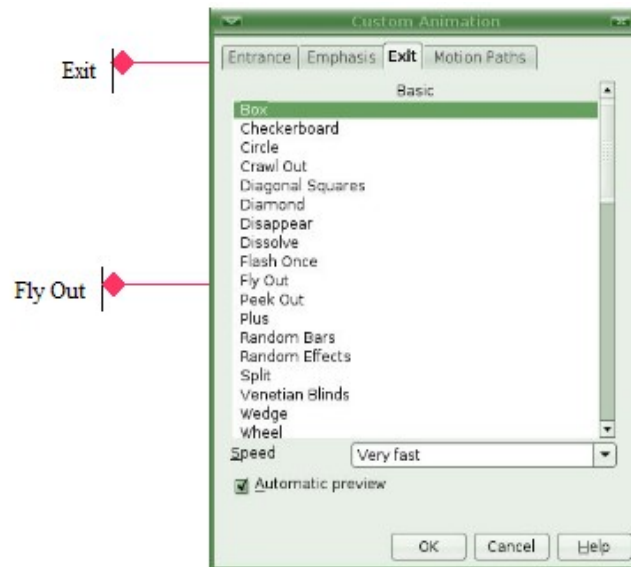 Custom Animation
Exit
Entrance Emphasis Exit Motion Paths
Basic
Box
Checkerboard
Circle
Crawl Out
Diagonal Squares
Diamond
Disappear
Dissolve
Flash Once
Fly Out
Fly Out
Peek Out
Plus
Random Bars
Random Effects
Split
Venetian Blinds
Wedge
Wheel
Speed Very fast
Automatic preview
OK Cancel Help